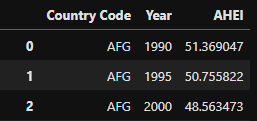 Country Code Year AHEI
0 AFG 1990 51.369047
1 AFG 1995 50.755822
2 AFG 2000 48.563473